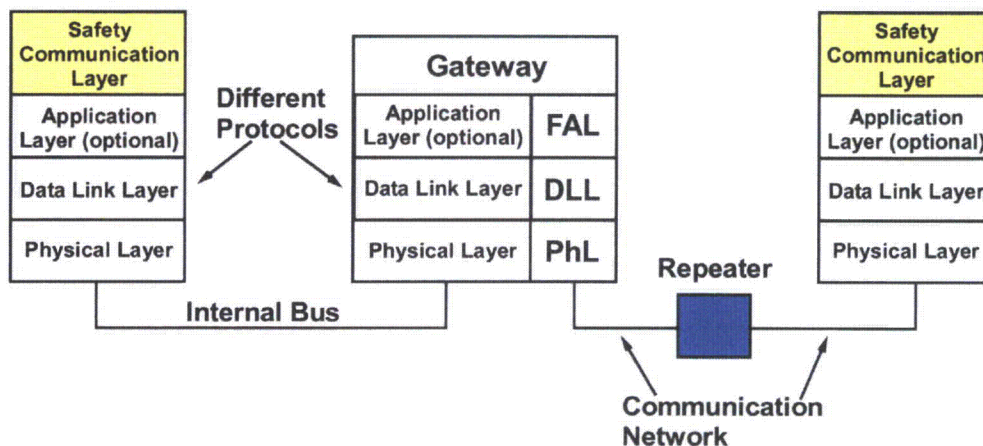 Safety
Communication
Layer
Application
Layer (optional)
Data Link Layer
Physical Layer
Different
Protocols
Gateway
Application
Layer (optional)
FAL
Data Link Layer
DLL
Physical Layer
PhL
Internal Bus
Repeater
Communication
Network
Safety
Communication
Layer
Application
Layer (optional)
Data Link Layer
Physical Layer